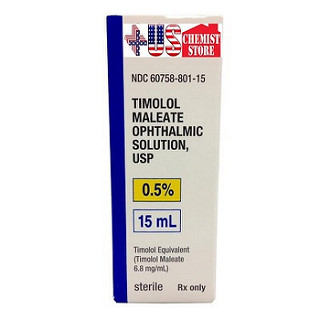 US CHEMIST
STORE
NDC 60758-801-15
TIMOLOL
MALEATE
OPHTHALMIC
SOLUTION,
USP
0.5%
15 mL
Timolol Equivalent
(Timolol Maleate
6.8 mg/mL)
sterile Rx only